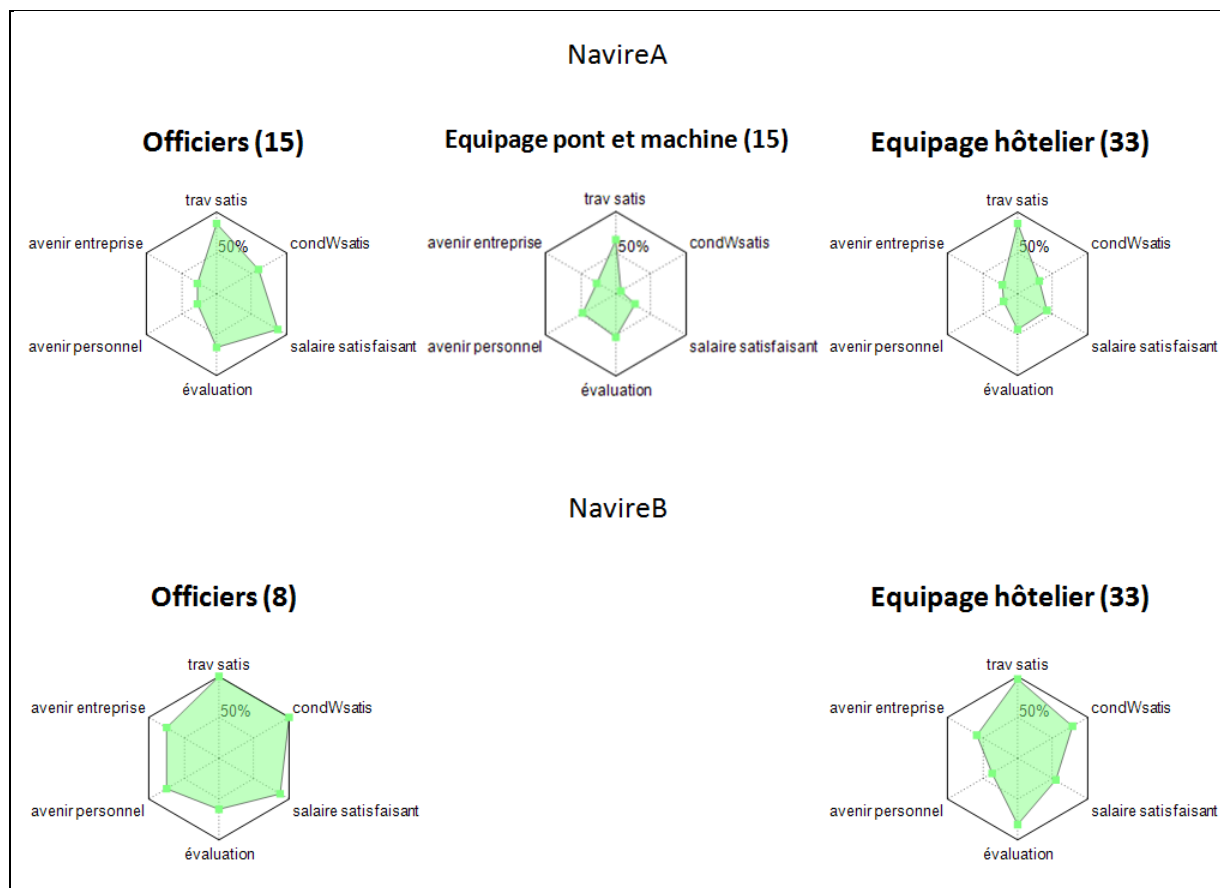 NavireA
Officiers (15)
Equipage pont et machine (15)
Equipage hôtelier (33)
trav satis
avenir entreprise
50%
condWsatis
avenir personnel
salaire satisfaisant
évaluation
trav satis
avenir entreprise
50%
condWsatis
avenir personnel
salaire satisfaisant
évaluation
trav satis
avenir entreprise
50%
condWsatis
avenir personnel
salaire satisfaisant
évaluation
NavireB
Officiers (8)
Equipage hôtelier (33)
trav satis
avenir entreprise
50%
condWsatis
avenir personnel
salaire satisfaisant
évaluation
trav satis
avenir entreprise
50%
condWsatis
avenir personnel
salaire satisfaisant
évaluation